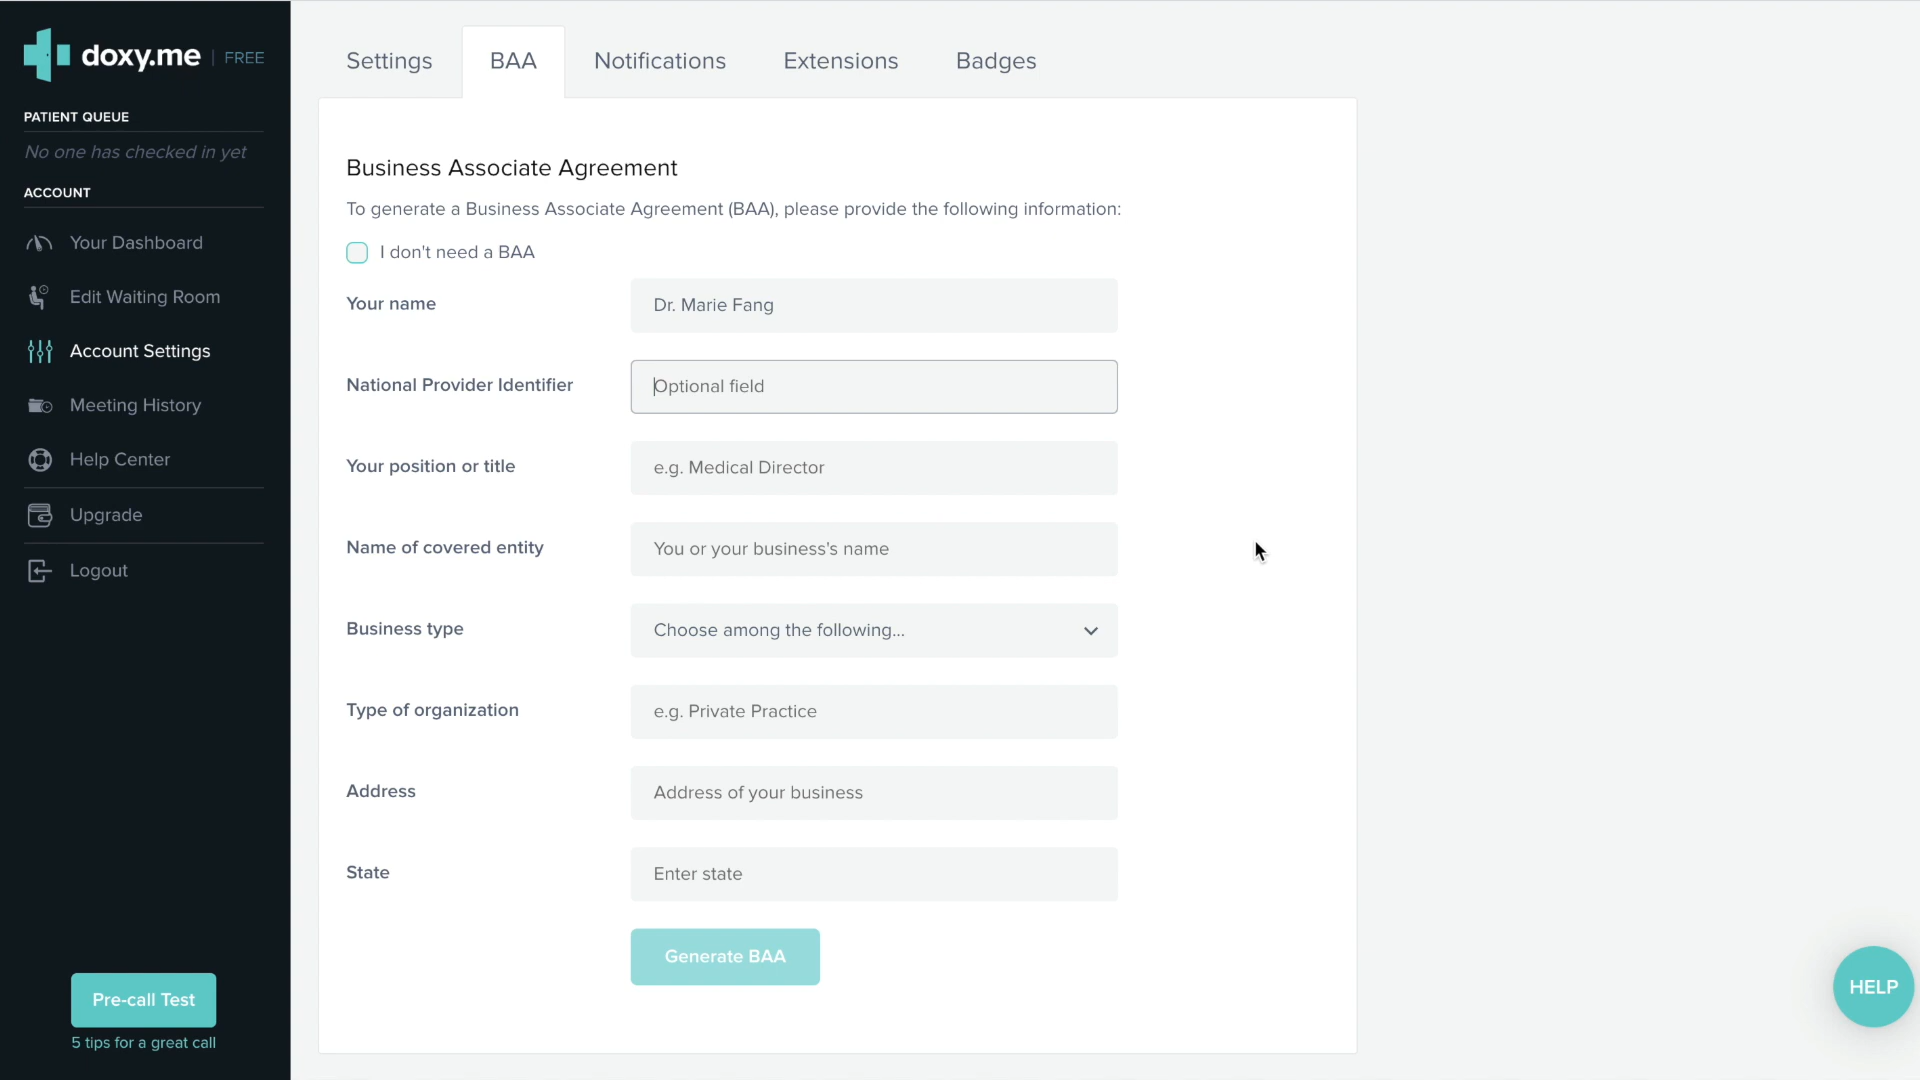 doxy.me | FREE
PATIENT QUEUE
No one has checked in yet
ACCOUNT
Your Dashboard
Edit Waiting Room
Account Settings
Meeting History
Help Center
Upgrade
Logout
Pre-call Test
5 tips for a great call
Settings
BAA
Notifications
Extensions
Badges
Business Associate Agreement
To generate a Business Associate Agreement (BAA), please provide the following information:
I don't need a BAA
Your name
Dr. Marie Fang
National Provider Identifier
Optional field
Your position or title
e.g. Medical Director
Name of covered entity
You or your business's name
Business type
Choose among the following...
Type of organization
e.g. Private Practice
Address
Address of your business
State
Enter state
Generate BAA
HELP